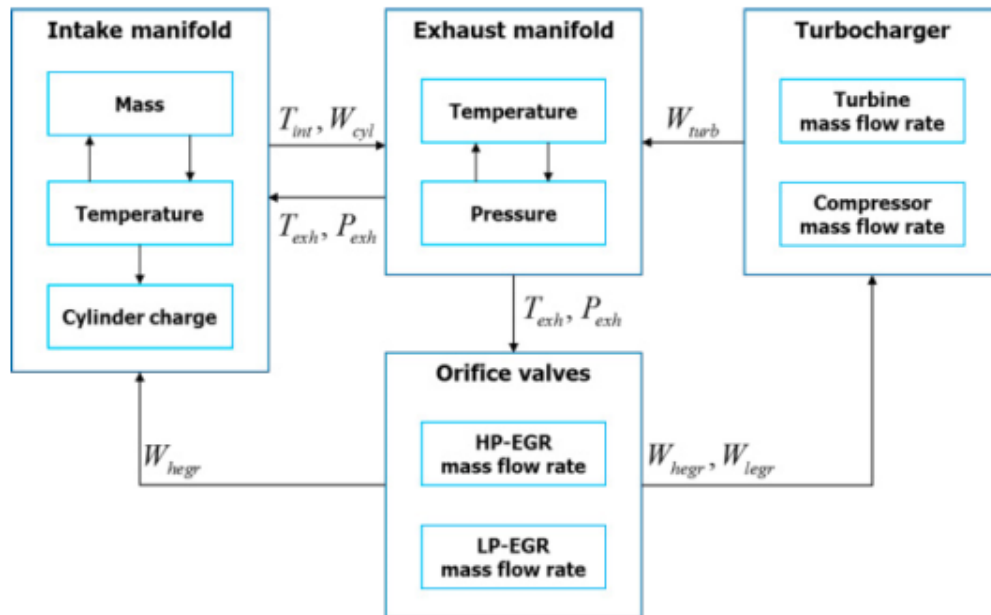 Intake manifold
Mass
Temperature
Cylinder charge
T_int, W_cyl
T_exh, P_exh
Exhaust manifold
Temperature
Pressure
W_turb
Turbocharger
Turbine
mass flow rate
Compressor
mass flow rate
T_exh, P_exh
Orifice valves
HP-EGR
mass flow rate
LP-EGR
mass flow rate
W_hegr
W_hegr, W_legr